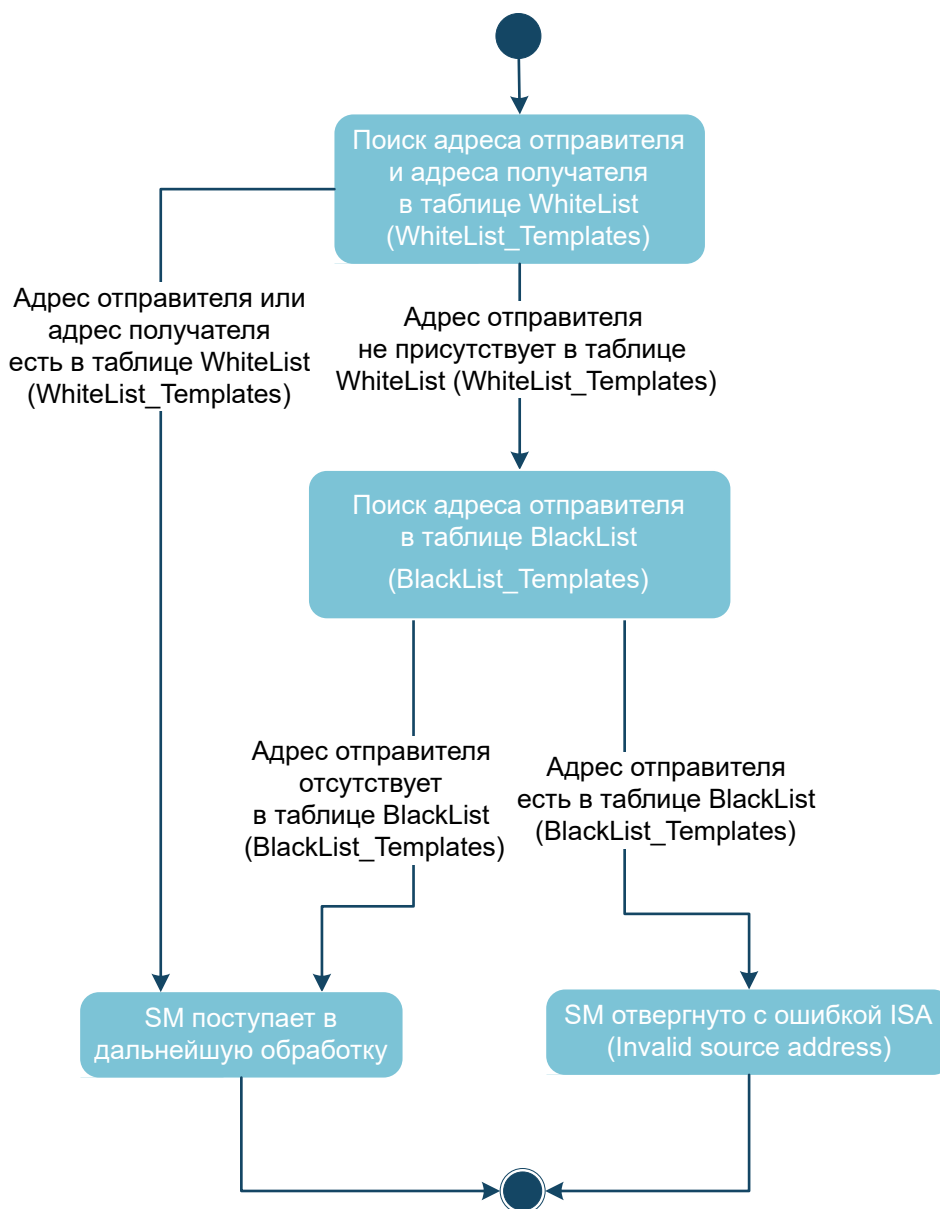 Поиск адреса отправителя
и адреса получателя
в таблице WhiteList
(WhiteList_Templates)
Адрес отправителя или
адрес получателя
есть в таблице WhiteList
(WhiteList_Templates)
Адрес отправителя
не присутствует в таблице
WhiteList (WhiteList_Templates)
Поиск адреса отправителя
в таблице BlackList
(BlackList_Templates)
Адрес отправителя
отсутствует
в таблице BlackList
(BlackList_Templates)
Адрес отправителя
есть в таблице BlackList
(BlackList_Templates)
SM поступает в
дальнейшую обработку
SM отвергнуто с ошибкой ISA
(Invalid source address)